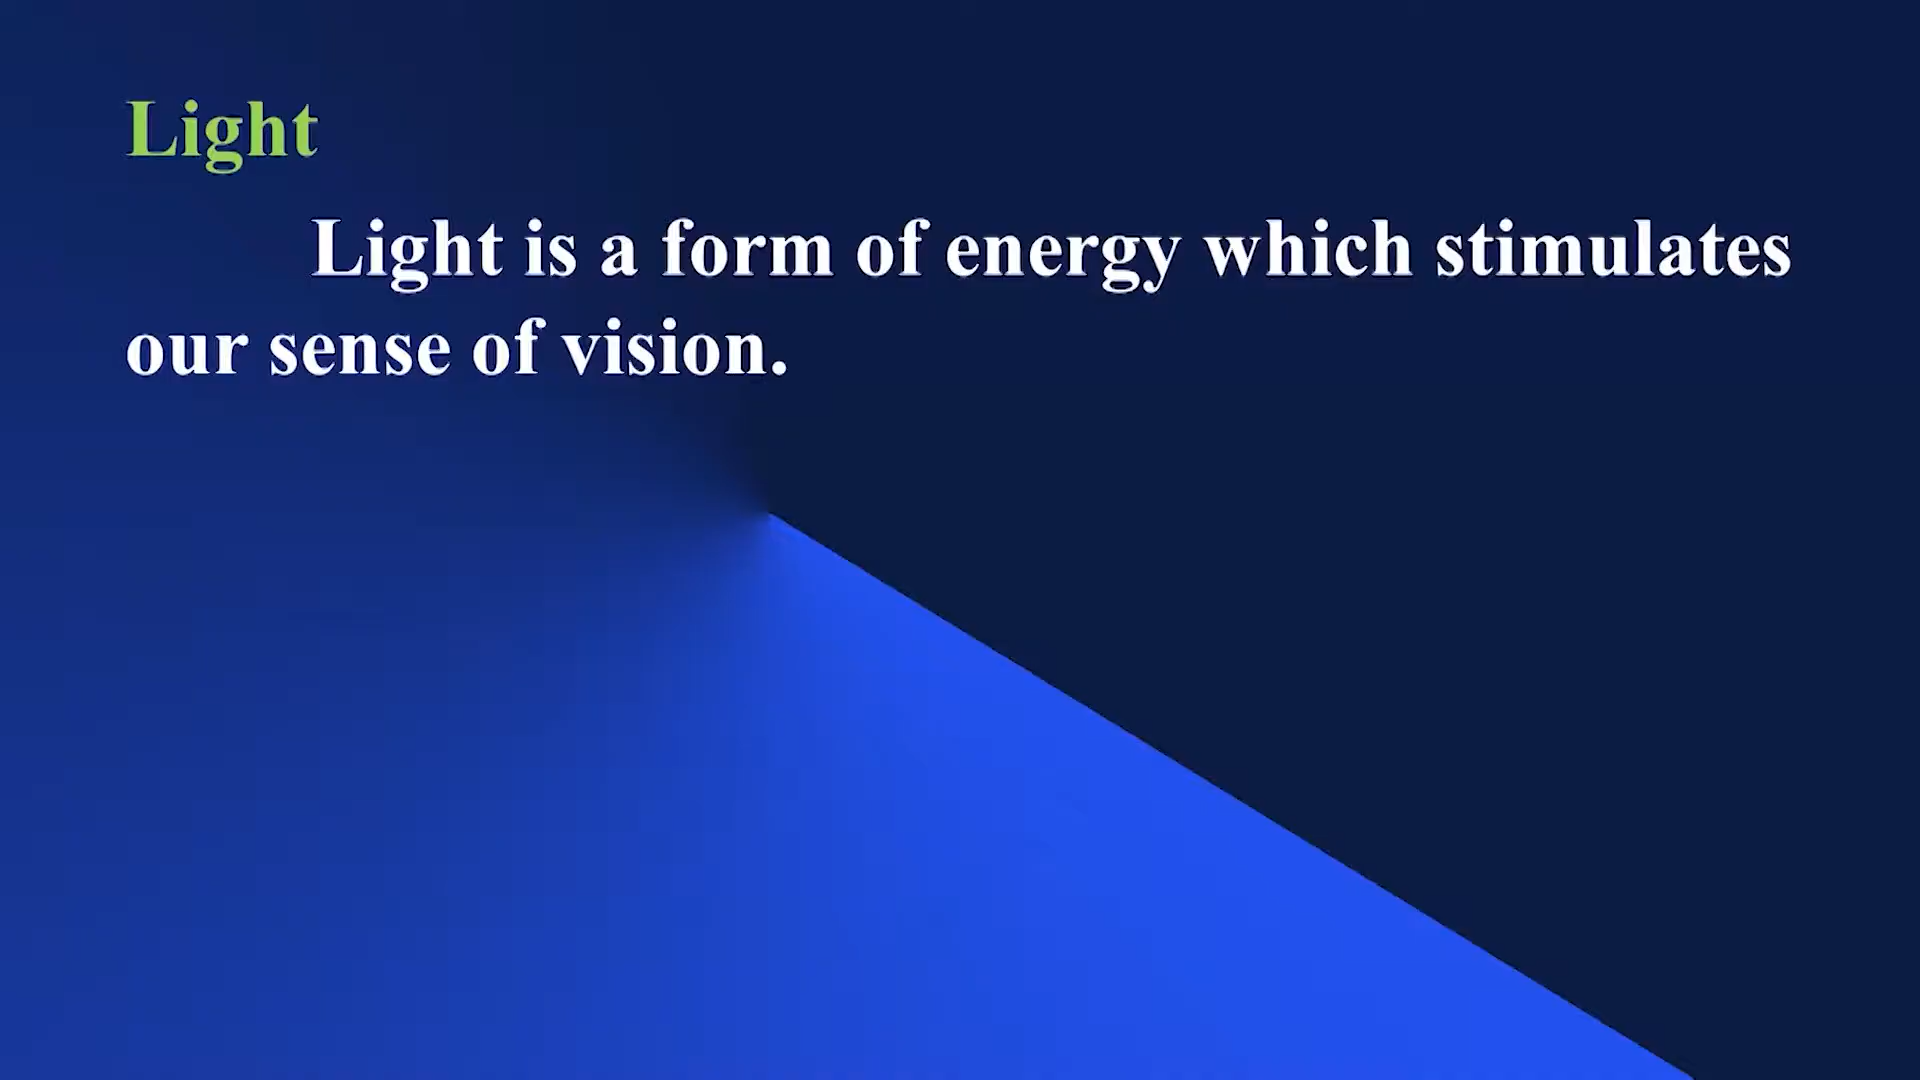 Light
Light is a form of energy which stimulates
our sense of vision.